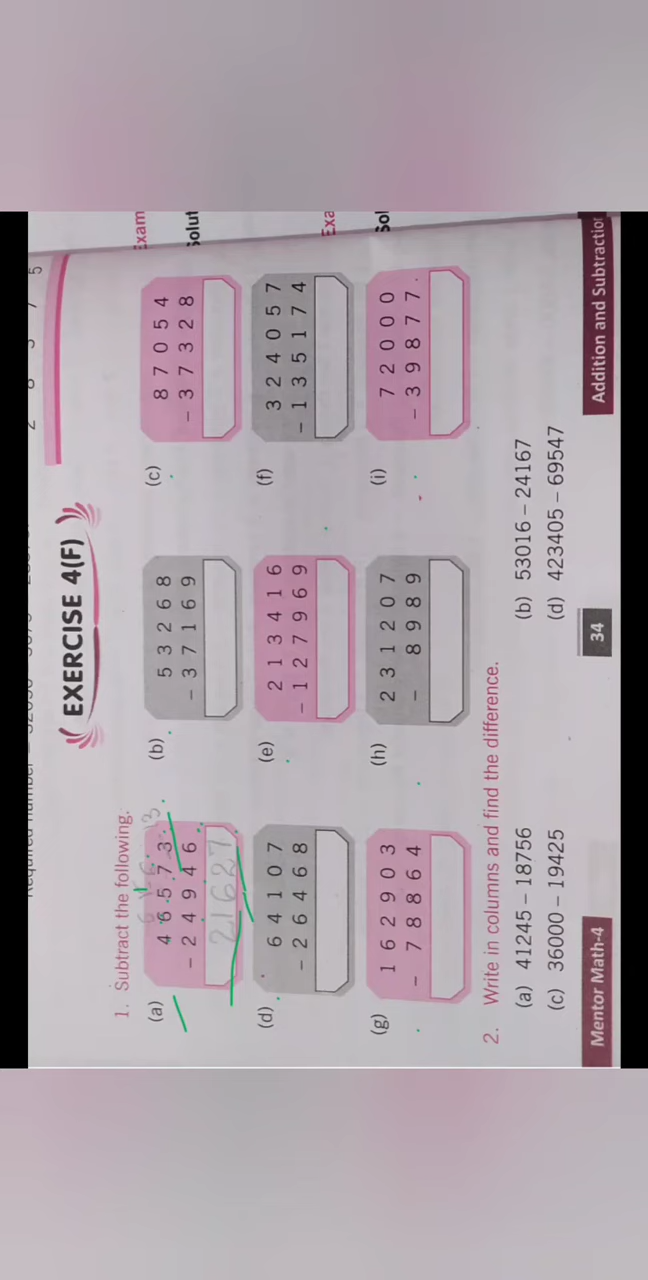 EXERCISE 4(F)
1. Subtract the following.
(a) 4 6 5 7 3
− 2 4 9 4 6
21627
(b) 5 3 2 6 8
− 3 7 1 6 9
(c) 8 7 0 5 4
− 3 7 3 2 8
(d) 6 4 1 0 7
− 2 6 4 6 8
(e) 2 1 3 4 1 6
− 1 2 7 9 6 9
(f) 3 2 4 0 5 7
− 1 3 5 1 7 4
(g) 1 6 2 9 0 3
− 7 8 8 6 4
(h) 2 3 1 2 0 7
− 8 9 8 9
(i) 7 2 0 0 0
− 3 9 8 7 7
2. Write in columns and find the difference.
(a) 41245 − 18756
(b) 53016 − 24167
(c) 36000 − 19425
(d) 423405 − 69547
Mentor Math-4
34
Addition and Subtraction